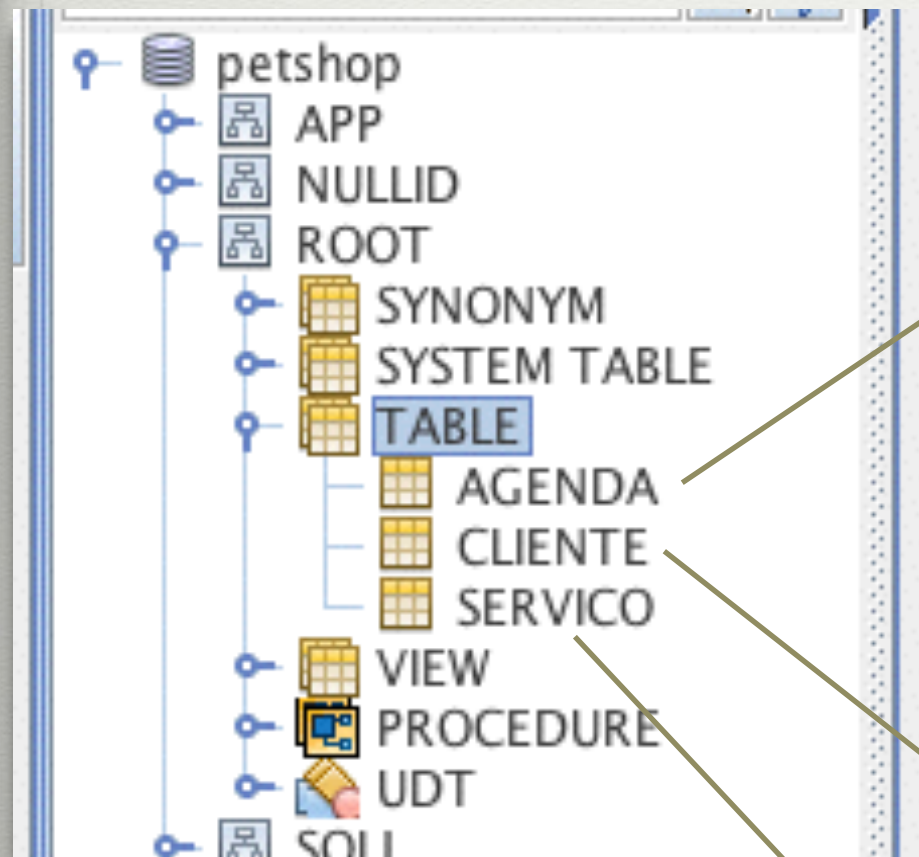 petshop
APP
NULLID
ROOT
SYNONYM
SYSTEM TABLE
TABLE
AGENDA
CLIENTE
SERVICO
VIEW
PROCEDURE
UDT